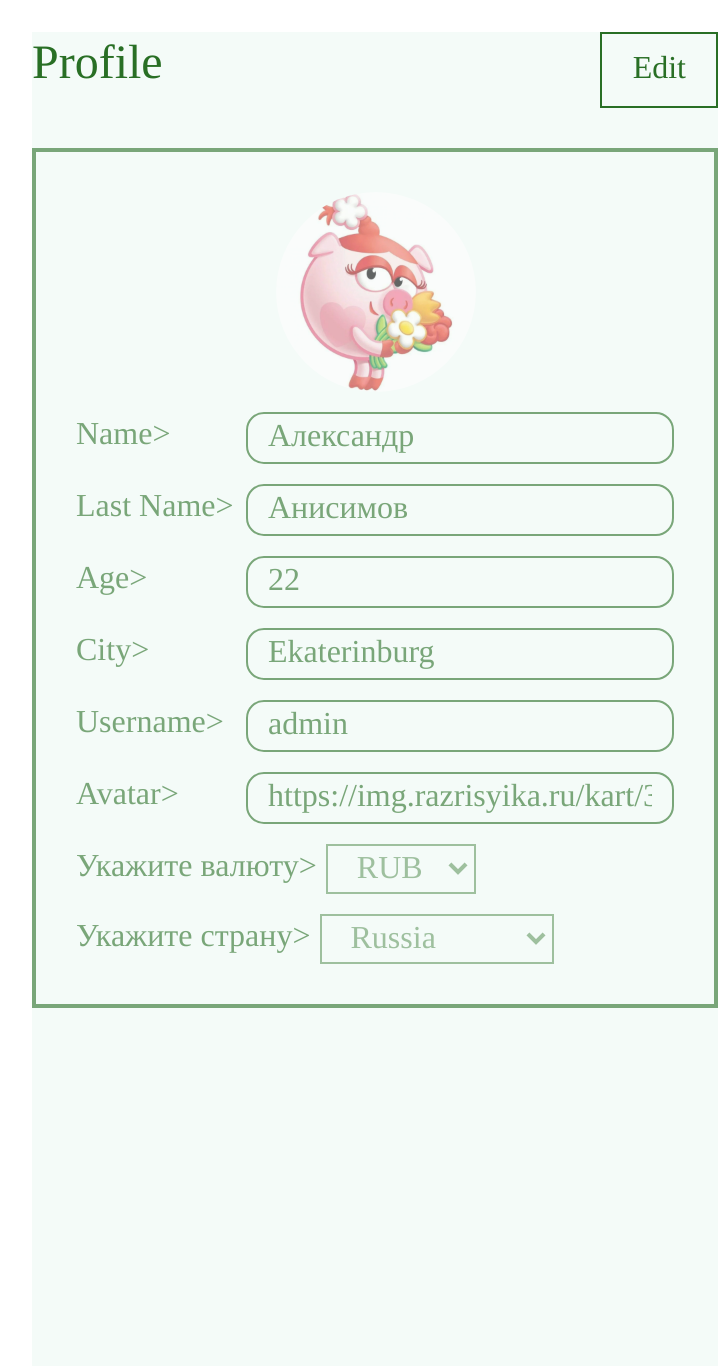 Profile
Edit
Name> Александр
Last Name> Анисимов
Age> 22
City> Ekaterinburg
Username> admin
Avatar> https://img.razrisyika.ru/kart/
Укажите валюту> RUB
Укажите страну> Russia